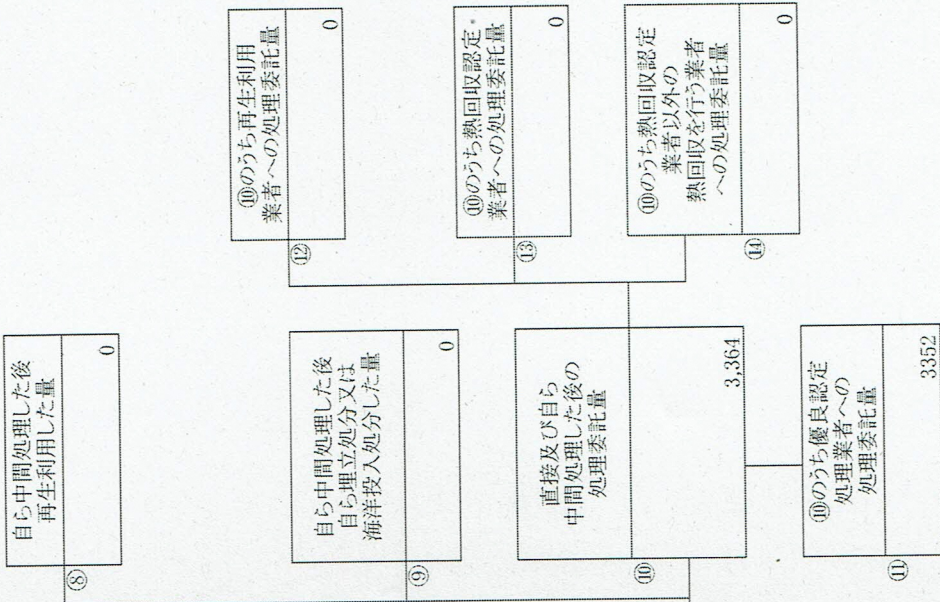 ⑧
自ら中間処理した後
再生利用した量
0
⑨
自ら中間処理した後
自ら埋立処分又は
海洋投入処分した量
0
⑩
直接及び自ら
中間処理した後の
処理委託量
3,364
⑪
⑩のうち優良認定
処理業者への
処理委託量
3352
⑫
⑩のうち再生利用
業者への処理委託量
0
⑬
⑩のうち熱回収認定
業者への処理委託量
0
⑭
⑩のうち熱回収認定
業者以外の
熱回収を行う業者
への処理委託量
0